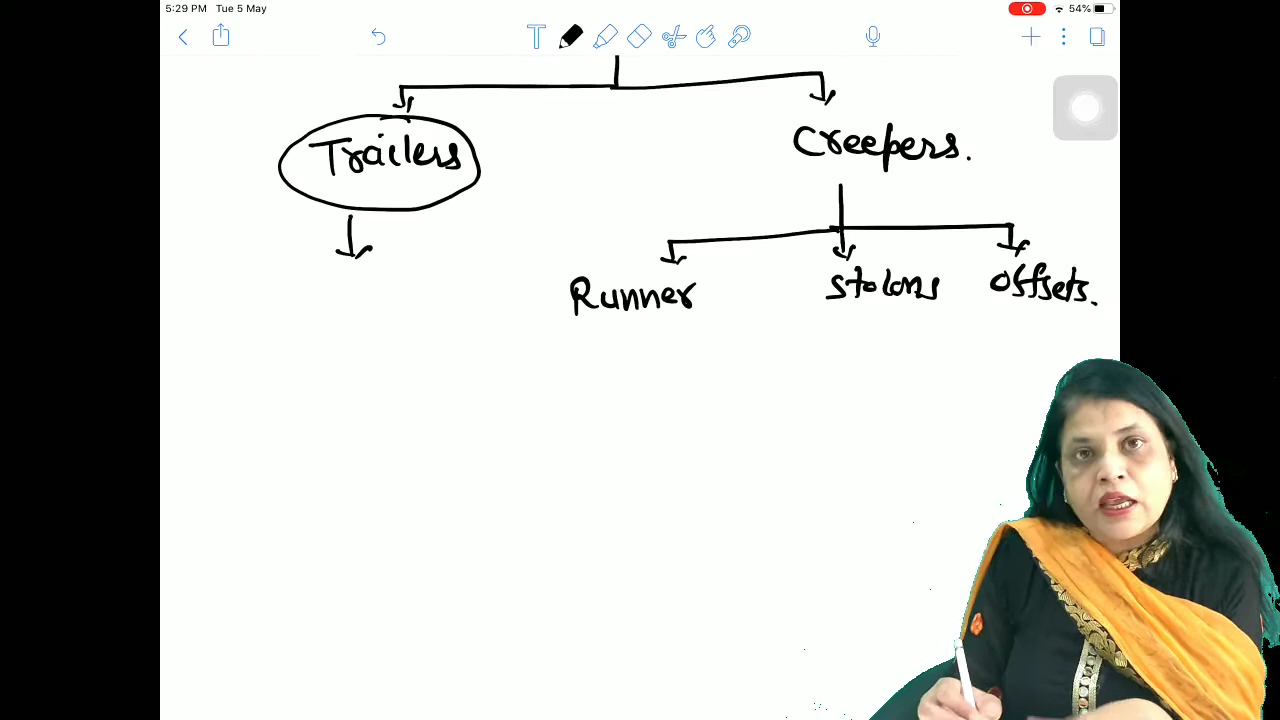 5:29 PM Tue 5 May
54%
T
Trailers
Creepers.
Runner
Stolons
Offsets.